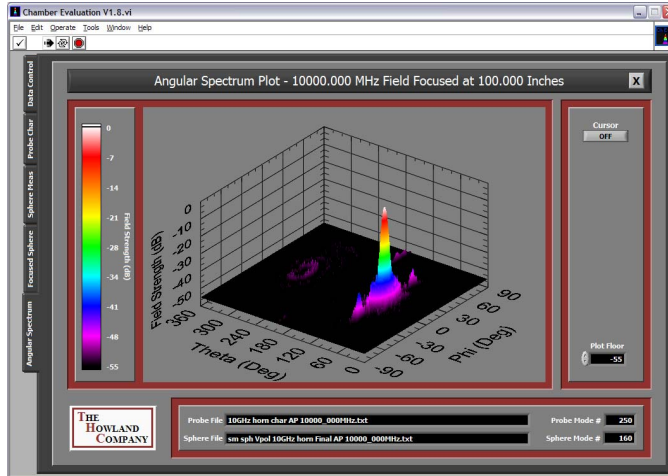 Chamber Evaluation V1.8.vi
File Edit Operate Tools Window Help
Data Control
Probe Char
Sphere Meas
Focused Sphere
Angular Spectrum
Angular Spectrum Plot - 10000.000 MHz Field Focused at 100.000 Inches
X
0
-7
-14
-21
-28
-34
-41
-48
-55
Field Strength (dB)
0
-10
-20
-30
-40
-50
Field Strength (dB)
360
300
240
180
120
60
0
Theta (Deg)
-90
-60
-30
0
30
60
90
Phi (Deg)
Cursor
OFF
Plot Floor
-55
THE
HOWLAND
COMPANY
Probe File 10GHz horn char AP 10000_000MHz.txt Probe Mode # 250
Sphere File sm sph Vpol 10GHz horn Final AP 10000_000MHz.txt Sphere Mode # 160